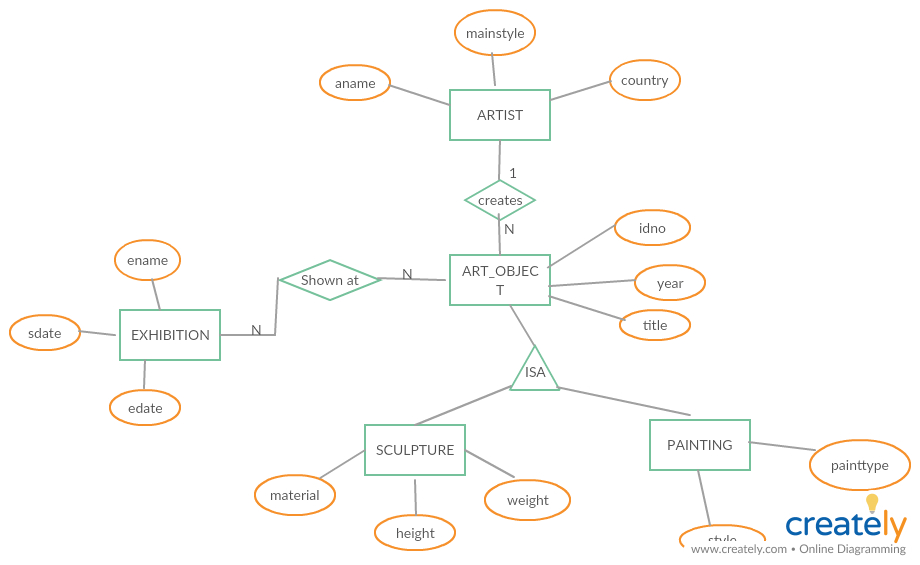 mainstyle
aname
country
ARTIST
1
creates
N
idno
ename
Shown at
N
ART_OBJEC
T
year
sdate
EXHIBITION
N
title
ISA
edate
SCULPTURE
PAINTING
painttype
material
weight
height
style
creately
www.creately.com • Online Diagramming